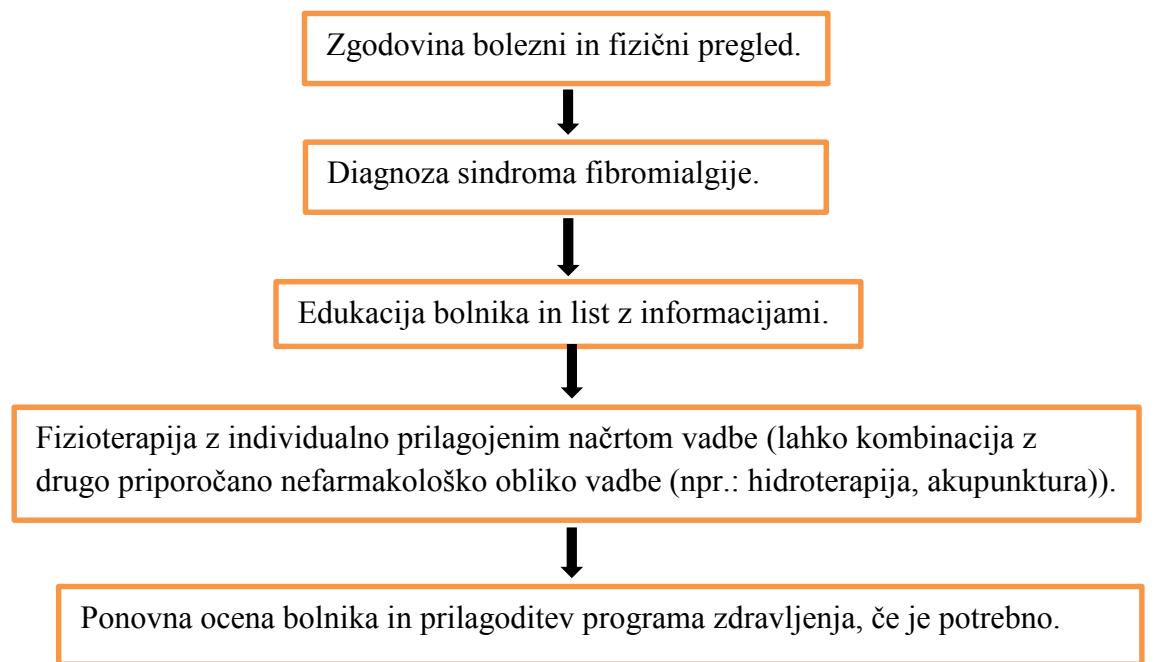 Zgodovina bolezni in fizični pregled.
Diagnoza sindroma fibromialgije.
Edukacija bolnika in list z informacijami.
Fizioterapija z individualno prilagojenim načrtom vadbe (lahko kombinacija z
drugo priporočano nefarmakološko obliko vadbe (npr.: hidroterapija, akupunktura)).
Ponovna ocena bolnika in prilagoditev programa zdravljenja, če je potrebno.